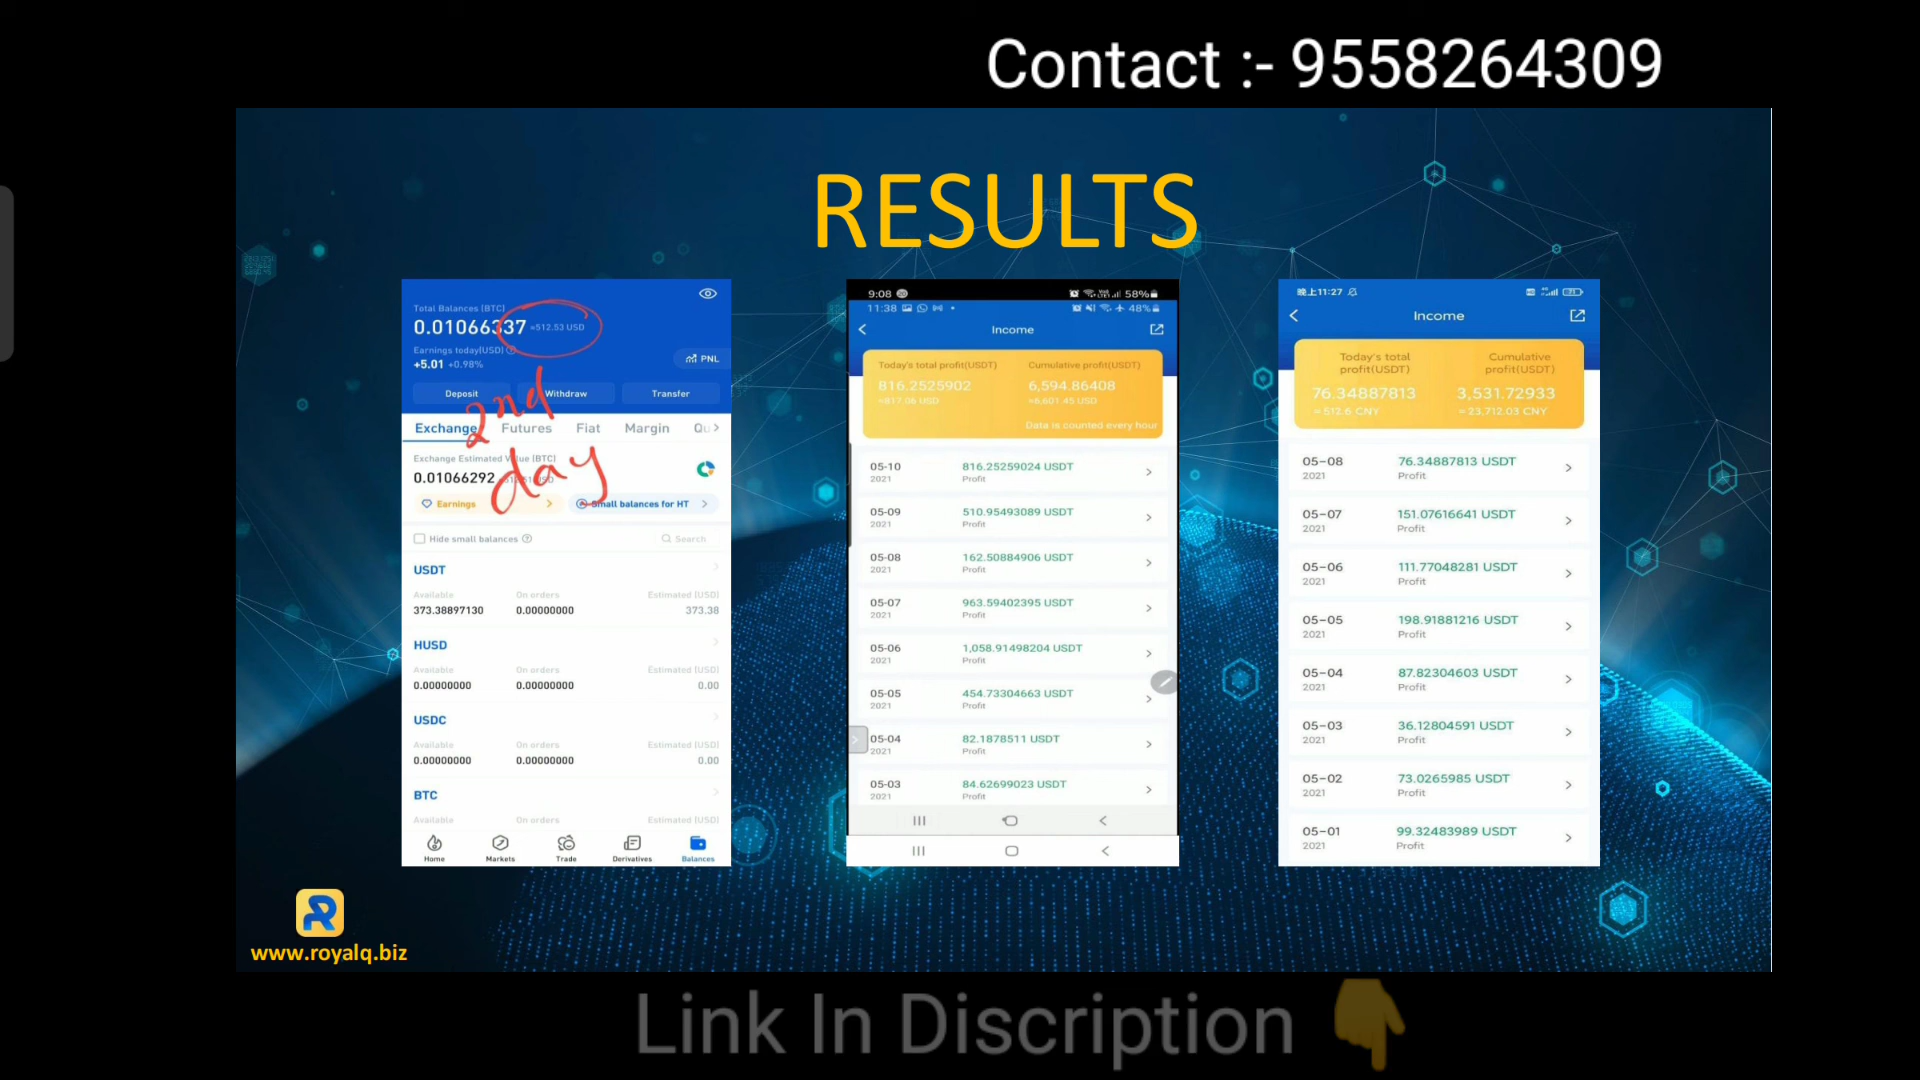 Contact :- 9558264309
RESULTS
Total Balances (BTC)
0.01066337 ≈512.53 USD
Earnings today(USD)
+5.01 +0.98%
PNL
Deposit Withdraw Transfer
2nd
day
Exchange Futures Fiat Margin Qu
Exchange Estimated Value (BTC)
0.01066292
Earnings Small balances for HT
Hide small balances Search
USDT
Available On orders Estimated (USD)
373.38897130 0.00000000 373.38
HUSD
Available On orders Estimated (USD)
0.00000000 0.00000000 0.00
USDC
Available On orders Estimated (USD)
0.00000000 0.00000000 0.00
BTC
Available On orders Estimated (USD)
Home Markets Trade Derivatives Balances
9:08 58%
11:38 48%
Income
Today's total profit(USDT) Cumulative profit(USDT)
816.2525902 6,594.86408
≈817.06 USD ≈6,601.45 USD
Data is counted every hour
05-10 816.25259024 USDT
2021 Profit
05-09 510.95493089 USDT
2021 Profit
05-08 162.50884906 USDT
2021 Profit
05-07 963.59402395 USDT
2021 Profit
05-06 1,058.91498204 USDT
2021 Profit
05-05 454.73304663 USDT
2021 Profit
05-04 82.1878511 USDT
2021 Profit
05-03 84.62699023 USDT
2021 Profit
晚上11:27
Income
Today's total Cumulative
profit(USDT) profit(USDT)
76.34887813 3,531.72933
≈512.6 CNY ≈23,712.03 CNY
05-08 76.34887813 USDT
2021 Profit
05-07 151.07616641 USDT
2021 Profit
05-06 111.77048281 USDT
2021 Profit
05-05 198.91881216 USDT
2021 Profit
05-04 87.82304603 USDT
2021 Profit
05-03 36.12804591 USDT
2021 Profit
05-02 73.0265985 USDT
2021 Profit
05-01 99.32483989 USDT
2021 Profit
www.royalq.biz
Link In Discription